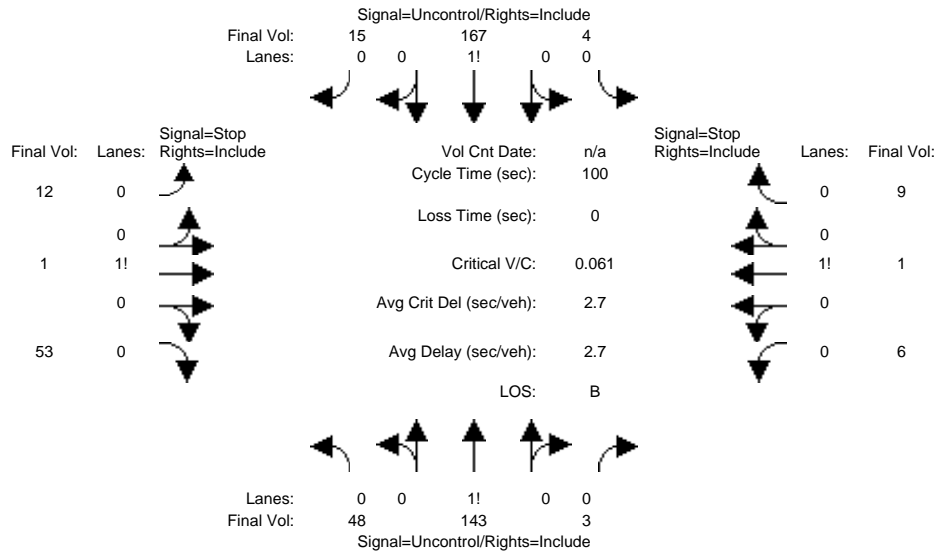 Signal=Uncontrol/Rights=Include
Final Vol: 15 167 4
Lanes: 0 0 1! 0 0
Signal=Stop
Final Vol: Lanes: Rights=Include
Vol Cnt Date: n/a
Signal=Stop
Rights=Include Lanes: Final Vol:
Cycle Time (sec): 100
12 0
0 9
Loss Time (sec): 0
0
0
1 1!
Critical V/C: 0.061
1! 1
0
Avg Crit Del (sec/veh): 2.7
0
53 0
Avg Delay (sec/veh): 2.7
0 6
LOS: B
Lanes: 0 0 1! 0 0
Final Vol: 48 143 3
Signal=Uncontrol/Rights=Include